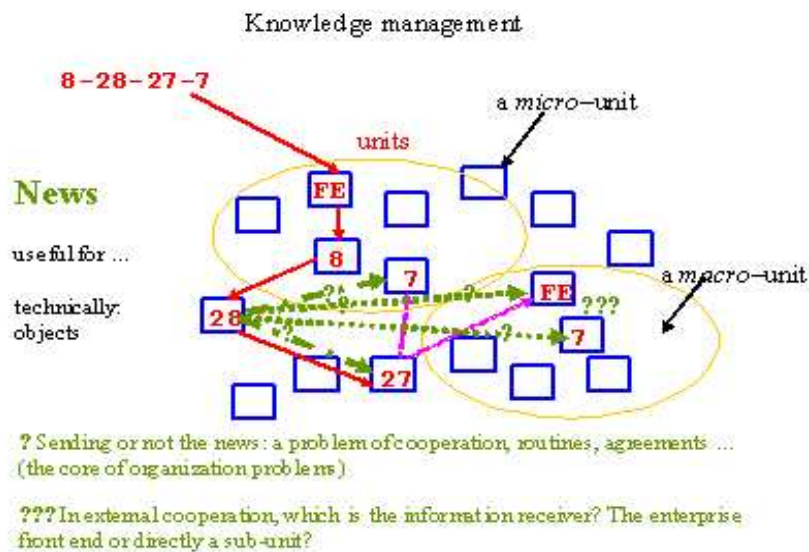 Knowledge management
8-28-27-7
a micro-unit
units
News
FE
8
useful for ...
7
? ?
?
FE
a macro-unit
technically:
objects
28
???
?
7
?
27
? Sending or not the news: a problem of cooperation, routines, agreements ...
(the core of organization problems)
??? In external cooperation, which is the information receiver? The enterprise
front end or directly a sub-unit?